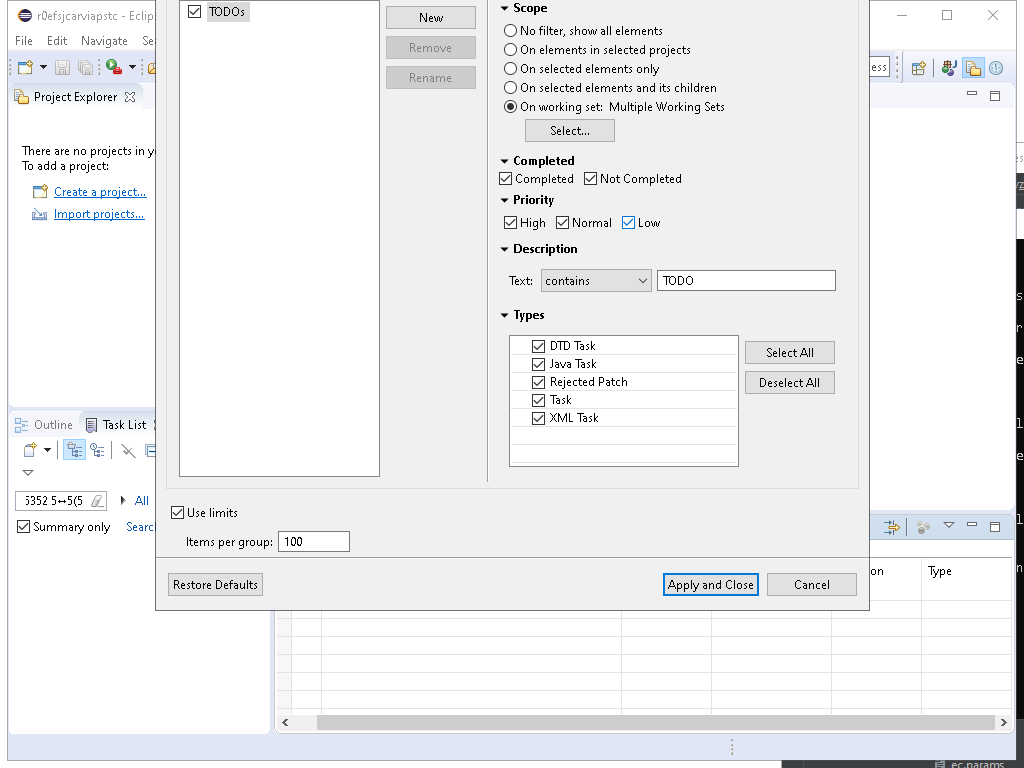 r0efsjcarviapstc - Eclip
File Edit Navigate Se
Project Explorer
There are no projects in y
To add a project:
Create a project...
Import projects...
Outline Task List
5352 5↔5(5 All
Summary only Searc
TODOs
New
Remove
Rename
Scope
No filter, show all elements
On elements in selected projects
On selected elements only
On selected elements and its children
On working set: Multiple Working Sets
Select...
Completed
Completed Not Completed
Priority
High Normal Low
Description
Text: contains TODO
Types
DTD Task
Java Task
Rejected Patch
Task
XML Task
Select All
Deselect All
Use limits
Items per group: 100
Restore Defaults Apply and Close Cancel
ess
on Type
ec.params